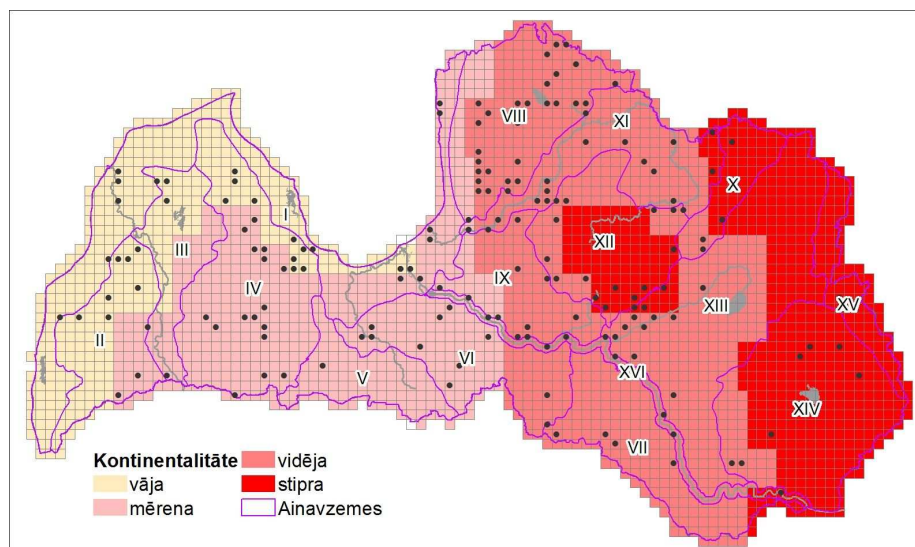 VIII
XI
X
I
XII
III
IV
IX
XIII
XV
II
VI
V
XVI
XIV
VII
Kontinentalitāte
vāja
mērena
vidēja
stipra
Ainavzemes